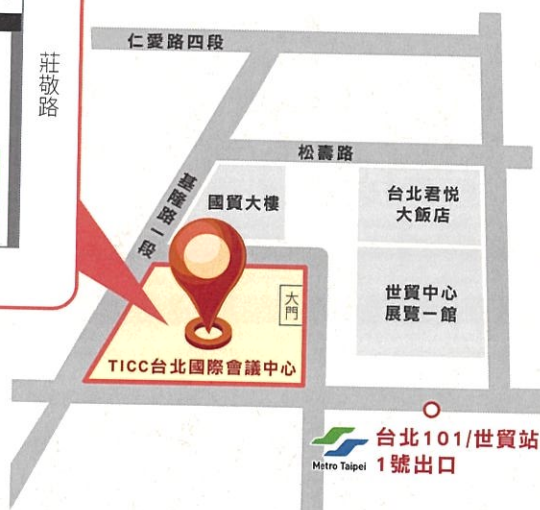 莊敬路
仁愛路四段
松壽路
基隆路一段
國貿大樓
台北君悅
大飯店
大門
世貿中心
展覽一館
TICC台北國際會議中心
Metro Taipei
台北101/世貿站
1號出口